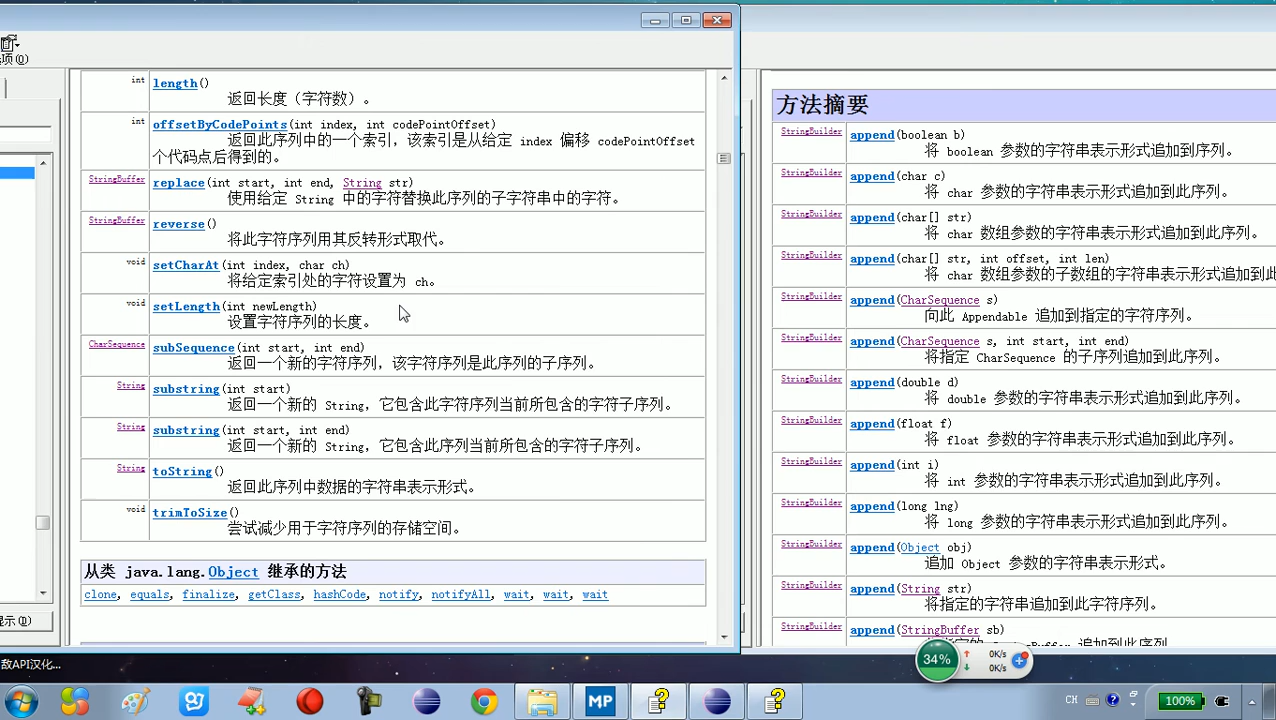 项(O)
int length()
返回长度（字符数）。
int offsetByCodePoints(int index, int codePointOffset)
返回此序列中的一个索引，该索引是从给定 index 偏移 codePointOffset
个代码点后得到的。
StringBuffer replace(int start, int end, String str)
使用给定 String 中的字符替换此序列的子字符串中的字符。
StringBuffer reverse()
将此字符序列用其反转形式取代。
void setCharAt(int index, char ch)
将给定索引处的字符设置为 ch。
void setLength(int newLength)
设置字符序列的长度。
CharSequence subSequence(int start, int end)
返回一个新的字符序列，该字符序列是此序列的子序列。
String substring(int start)
返回一个新的 String，它包含此字符序列当前所包含的字符子序列。
String substring(int start, int end)
返回一个新的 String，它包含此序列当前所包含的字符子序列。
String toString()
返回此序列中数据的字符串表示形式。
void trimToSize()
尝试减少用于字符序列的存储空间。
从类 java.lang.Object 继承的方法
clone, equals, finalize, getClass, hashCode, notify, notifyAll, wait, wait, wait
示(D)
敌API汉化...
方法摘要
StringBuilder append(boolean b)
将 boolean 参数的字符串表示形式追加到序列。
StringBuilder append(char c)
将 char 参数的字符串表示形式追加到此序列。
StringBuilder append(char[] str)
将 char 数组参数的字符串表示形式追加到此序列。
StringBuilder append(char[] str, int offset, int len)
将 char 数组参数的子数组的字符串表示形式追加到此
StringBuilder append(CharSequence s)
向此 Appendable 追加到指定的字符序列。
StringBuilder append(CharSequence s, int start, int end)
将指定 CharSequence 的子序列追加到此序列。
StringBuilder append(double d)
将 double 参数的字符串表示形式追加到此序列。
StringBuilder append(float f)
将 float 参数的字符串表示形式追加到此序列。
StringBuilder append(int i)
将 int 参数的字符串表示形式追加到此序列。
StringBuilder append(long lng)
将 long 参数的字符串表示形式追加到此序列。
StringBuilder append(Object obj)
追加 Object 参数的字符串表示形式。
StringBuilder append(String str)
将指定的字符串追加到此字符序列。
StringBuilder append(StringBuffer sb)
追加到此序列
34%
0K/s
0K/s
MP
CH
100%